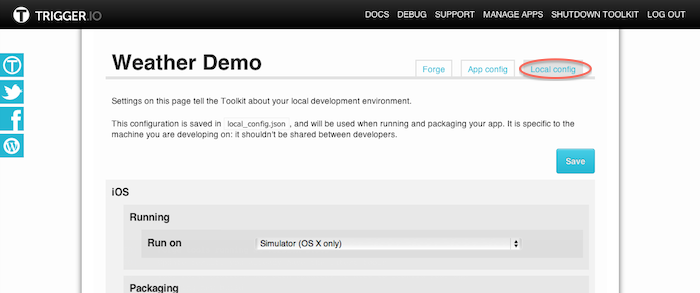 TRIGGER.IO
DOCS DEBUG SUPPORT MANAGE APPS SHUTDOWN TOOLKIT LOG OUT
Weather Demo
Forge App config Local config
Settings on this page tell the Toolkit about your local development environment.
This configuration is saved in local_config.json , and will be used when running and packaging your app. It is specific to the
machine you are developing on: it shouldn't be shared between developers.
Save
iOS
Running
Run on Simulator (OS X only)
Packaging